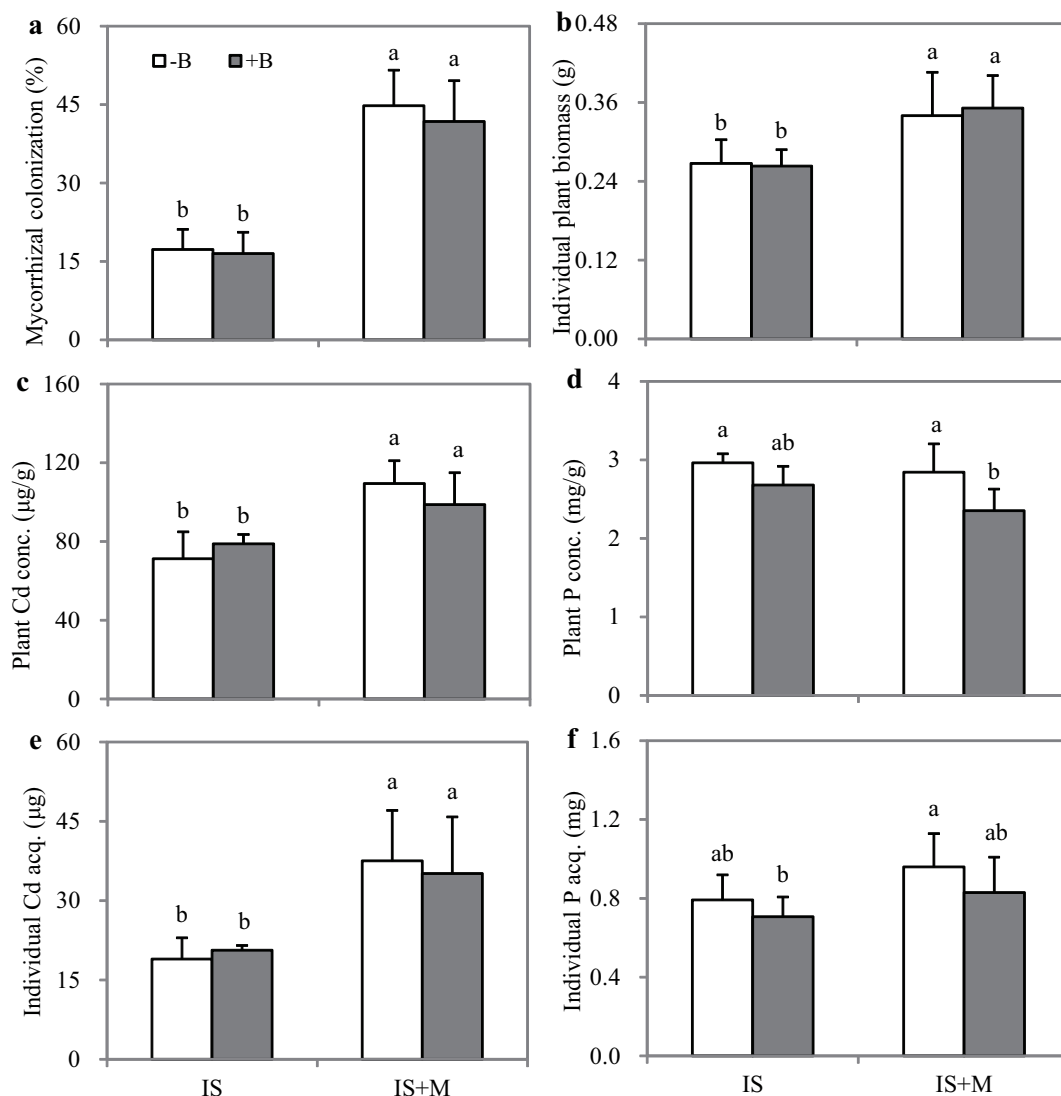 a
-B +B
Mycorrhizal colonization (%)
60
45
30
15
0
b b a a
b
Individual plant biomass (g)
0.48
0.36
0.24
0.12
0.00
b b a a
c
Plant Cd conc. (μg/g)
160
120
80
40
0
b b a a
d
Plant P conc. (mg/g)
4
3
2
1
0
a ab a b
e
Individual Cd acq. (μg)
60
45
30
15
0
b b a a
IS IS+M
f
Individual P acq. (mg)
1.6
1.2
0.8
0.4
0.0
ab b a ab
IS IS+M